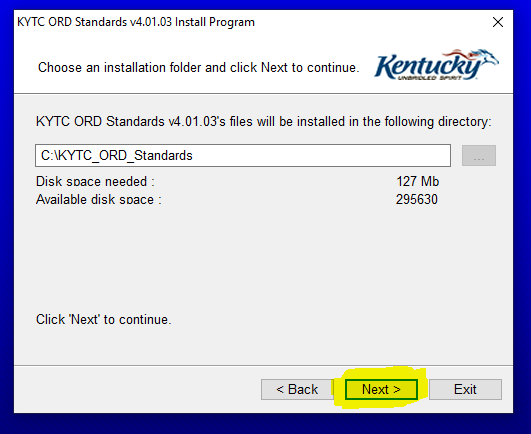 KYTC ORD Standards v4.01.03 Install Program
Choose an installation folder and click Next to continue.
Kentucky
UNBRIDLED SPIRIT
KYTC ORD Standards v4.01.03's files will be installed in the following directory:
C:\KYTC_ORD_Standards
...
Disk space needed : 127 Mb
Available disk space : 295630
Click 'Next' to continue.
< Back Next > Exit